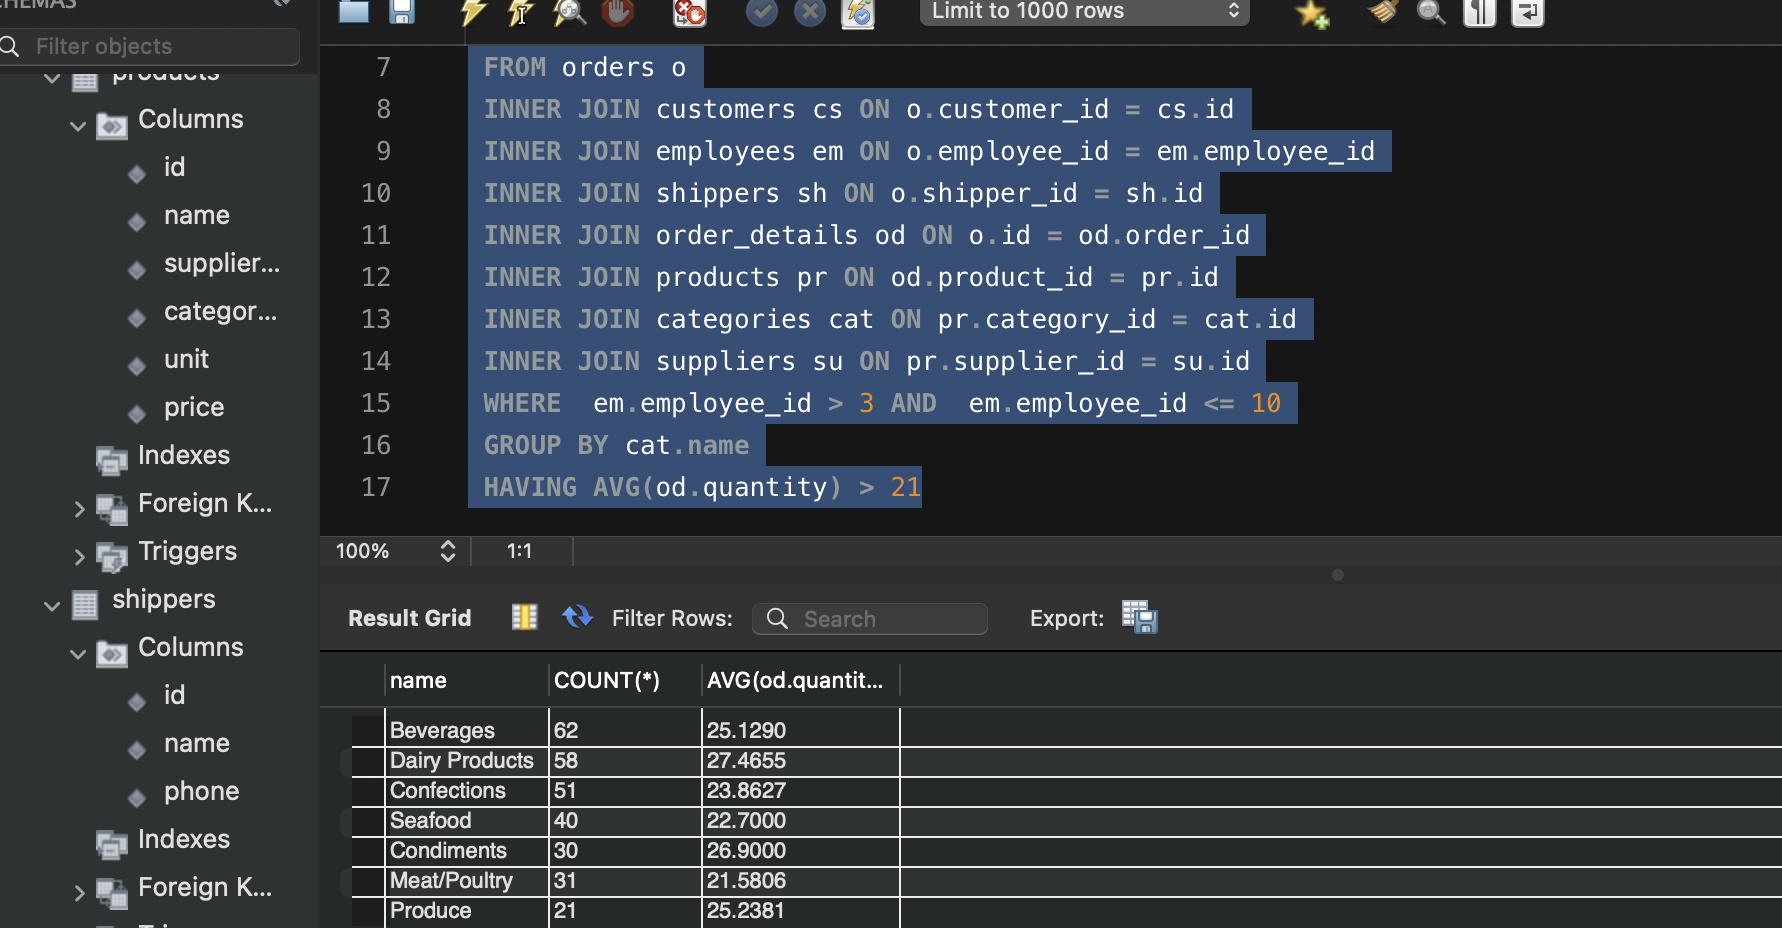 Filter objects
products
Columns
id
name
supplier...
categor...
unit
price
Indexes
Foreign K...
Triggers
shippers
Columns
id
name
phone
Indexes
Foreign K...
Limit to 1000 rows
7 FROM orders o
8 INNER JOIN customers cs ON o.customer_id = cs.id
9 INNER JOIN employees em ON o.employee_id = em.employee_id
10 INNER JOIN shippers sh ON o.shipper_id = sh.id
11 INNER JOIN order_details od ON o.id = od.order_id
12 INNER JOIN products pr ON od.product_id = pr.id
13 INNER JOIN categories cat ON pr.category_id = cat.id
14 INNER JOIN suppliers su ON pr.supplier_id = su.id
15 WHERE  em.employee_id > 3 AND  em.employee_id <= 10
16 GROUP BY cat.name
17 HAVING AVG(od.quantity) > 21
100% 1:1
Result Grid Filter Rows: Search Export:
name COUNT(*) AVG(od.quantit...
Beverages 62 25.1290
Dairy Products 58 27.4655
Confections 51 23.8627
Seafood 40 22.7000
Condiments 30 26.9000
Meat/Poultry 31 21.5806
Produce 21 25.2381